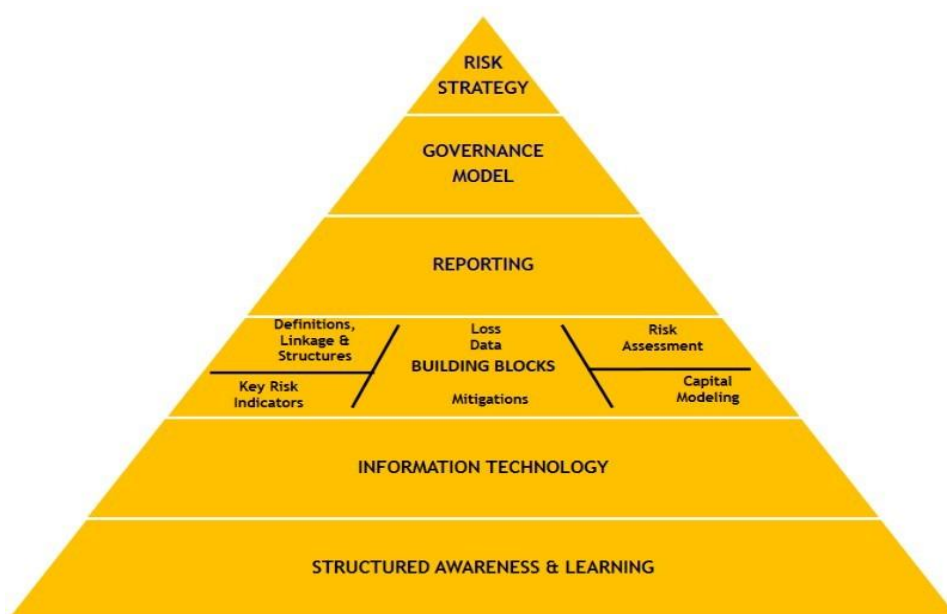 RISK
STRATEGY
GOVERNANCE
MODEL
REPORTING
Definitions,
Linkage &
Structures
Key Risk
Indicators
Loss
Data
BUILDING BLOCKS
Mitigations
Risk
Assessment
Capital
Modeling
INFORMATION TECHNOLOGY
STRUCTURED AWARENESS & LEARNING